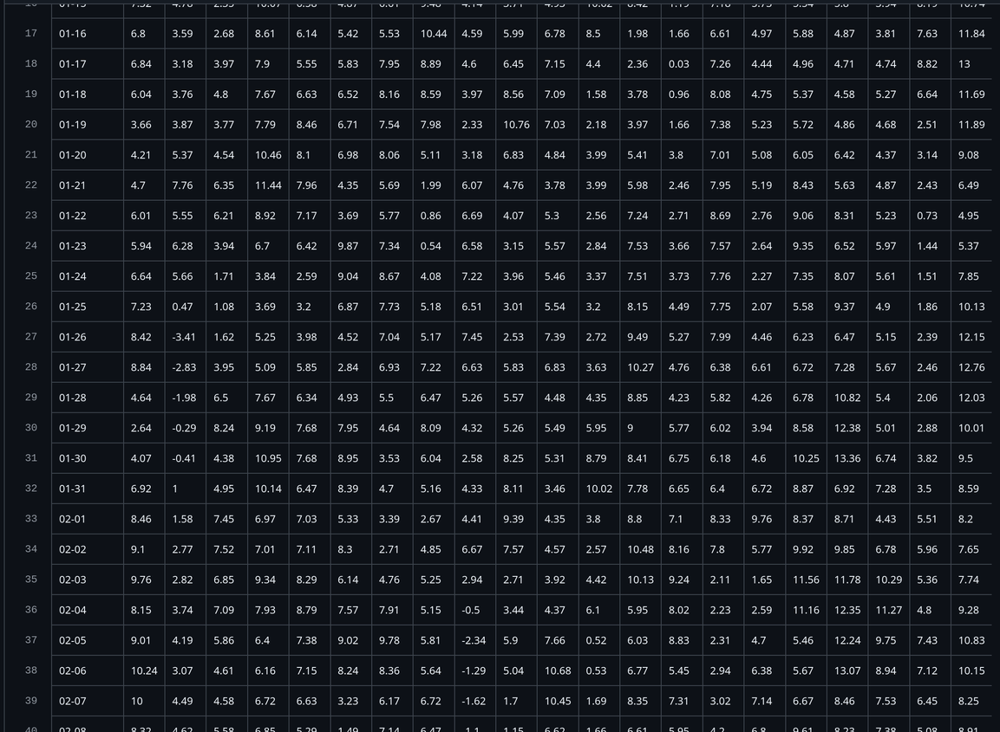 17 01-16 6.8 3.59 2.68 8.61 6.14 5.42 5.53 10.44 4.59 5.99 6.78 8.5 1.98 1.66 6.61 4.97 5.88 4.87 3.81 7.63 11.84
18 01-17 6.84 3.18 3.97 7.9 5.55 5.83 7.95 8.89 4.6 6.45 7.15 4.4 2.36 0.03 7.26 4.44 4.96 4.71 4.74 8.82 13
19 01-18 6.04 3.76 4.8 7.67 6.63 6.52 8.16 8.59 3.97 8.56 7.09 1.58 3.78 0.96 8.08 4.75 5.37 4.58 5.27 6.64 11.69
20 01-19 3.66 3.87 3.77 7.79 8.46 6.71 7.54 7.98 2.33 10.76 7.03 2.18 3.97 1.66 7.38 5.23 5.72 4.86 4.68 2.51 11.89
21 01-20 4.21 5.37 4.54 10.46 8.1 6.98 8.06 5.11 3.18 6.83 4.84 3.99 5.41 3.8 7.01 5.08 6.05 6.42 4.37 3.14 9.08
22 01-21 4.7 7.76 6.35 11.44 7.96 4.35 5.69 1.99 6.07 4.76 3.78 3.99 5.98 2.46 7.95 5.19 8.43 5.63 4.87 2.43 6.49
23 01-22 6.01 5.55 6.21 8.92 7.17 3.69 5.77 0.86 6.69 4.07 5.3 2.56 7.24 2.71 8.69 2.76 9.06 8.31 5.23 0.73 4.95
24 01-23 5.94 6.28 3.94 6.7 6.42 9.87 7.34 0.54 6.58 3.15 5.57 2.84 7.53 3.66 7.57 2.64 9.35 6.52 5.97 1.44 5.37
25 01-24 6.64 5.66 1.71 3.84 2.59 9.04 8.67 4.08 7.22 3.96 5.46 3.37 7.51 3.73 7.76 2.27 7.35 8.07 5.61 1.51 7.85
26 01-25 7.23 0.47 1.08 3.69 3.2 6.87 7.73 5.18 6.51 3.01 5.54 3.2 8.15 4.49 7.75 2.07 5.58 9.37 4.9 1.86 10.13
27 01-26 8.42 -3.41 1.62 5.25 3.98 4.52 7.04 5.17 7.45 2.53 7.39 2.72 9.49 5.27 7.99 4.46 6.23 6.47 5.15 2.39 12.15
28 01-27 8.84 -2.83 3.95 5.09 5.85 2.84 6.93 7.22 6.63 5.83 6.83 3.63 10.27 4.76 6.38 6.61 6.72 7.28 5.67 2.46 12.76
29 01-28 4.64 -1.98 6.5 7.67 6.34 4.93 5.5 6.47 5.26 5.57 4.48 4.35 8.85 4.23 5.82 4.26 6.78 10.82 5.4 2.06 12.03
30 01-29 2.64 -0.29 8.24 9.19 7.68 7.95 4.64 8.09 4.32 5.26 5.49 5.95 9 5.77 6.02 3.94 8.58 12.38 5.01 2.88 10.01
31 01-30 4.07 -0.41 4.38 10.95 7.68 8.95 3.53 6.04 2.58 8.25 5.31 8.79 8.41 6.75 6.18 4.6 10.25 13.36 6.74 3.82 9.5
32 01-31 6.92 1 4.95 10.14 6.47 8.39 4.7 5.16 4.33 8.11 3.46 10.02 7.78 6.65 6.4 6.72 8.87 6.92 7.28 3.5 8.59
33 02-01 8.46 1.58 7.45 6.97 7.03 5.33 3.39 2.67 4.41 9.39 4.35 3.8 8.8 7.1 8.33 9.76 8.37 8.71 4.43 5.51 8.2
34 02-02 9.1 2.77 7.52 7.01 7.11 8.3 2.71 4.85 6.67 7.57 4.57 2.57 10.48 8.16 7.8 5.77 9.92 9.85 6.78 5.96 7.65
35 02-03 9.76 2.82 6.85 9.34 8.29 6.14 4.76 5.25 2.94 2.71 3.92 4.42 10.13 9.24 2.11 1.65 11.56 11.78 10.29 5.36 7.74
36 02-04 8.15 3.74 7.09 7.93 8.79 7.57 7.91 5.15 -0.5 3.44 4.37 6.1 5.95 8.02 2.23 2.59 11.16 12.35 11.27 4.8 9.28
37 02-05 9.01 4.19 5.86 6.4 7.38 9.02 9.78 5.81 -2.34 5.9 7.66 0.52 6.03 8.83 2.31 4.7 5.46 12.24 9.75 7.43 10.83
38 02-06 10.24 3.07 4.61 6.16 7.15 8.24 8.36 5.64 -1.29 5.04 10.68 0.53 6.77 5.45 2.94 6.38 5.67 13.07 8.94 7.12 10.15
39 02-07 10 4.49 4.58 6.72 6.63 3.23 6.17 6.72 -1.62 1.7 10.45 1.69 8.35 7.31 3.02 7.14 6.67 8.46 7.53 6.45 8.25